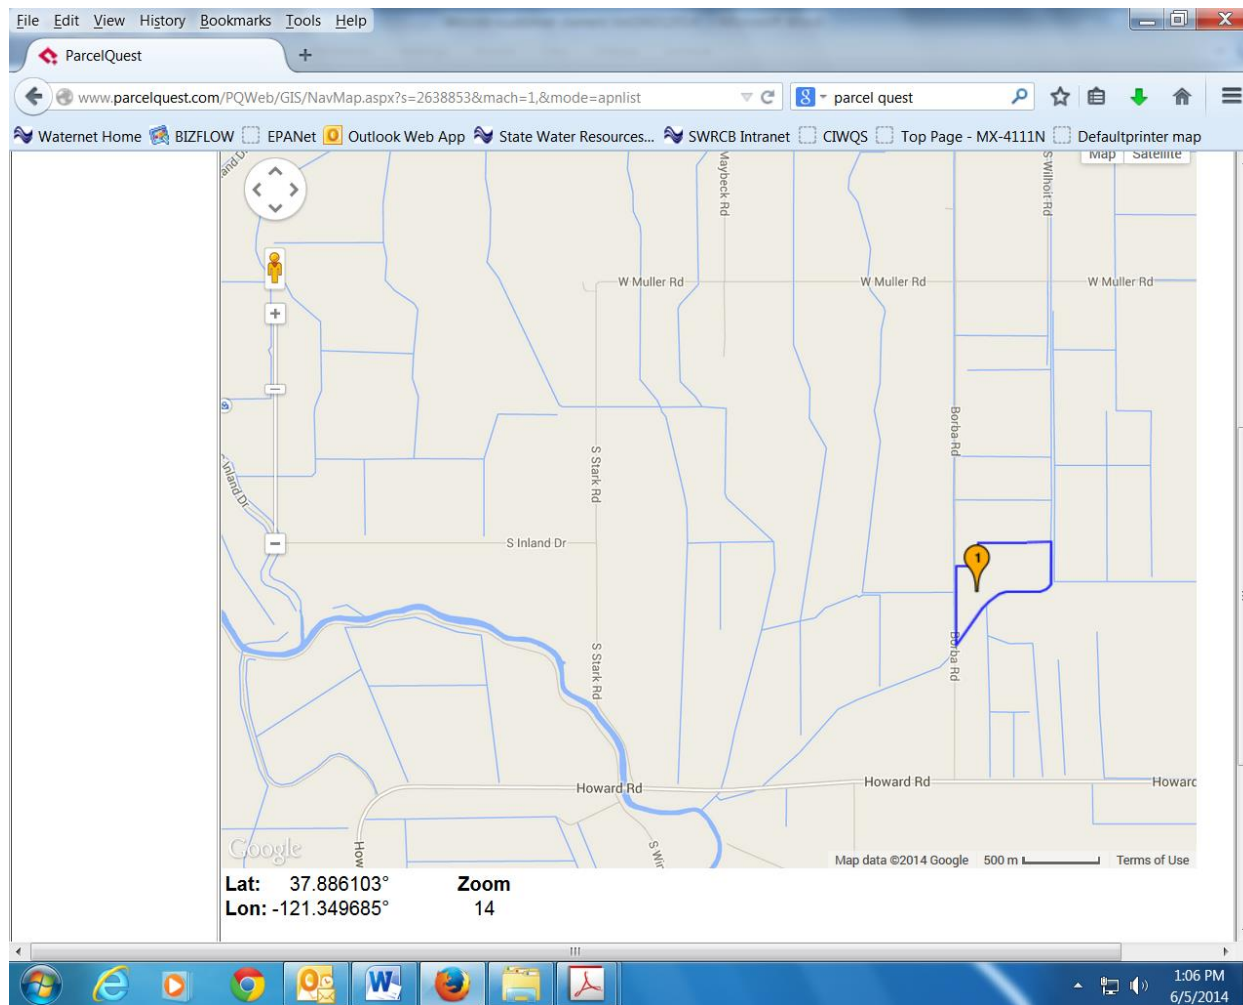 File Edit View History Bookmarks Tools Help
ParcelQuest
+
www.parcelquest.com/PQWeb/GIS/NavMap.aspx?s=2638853&mach=1,&mode=apnlist
8 parcel quest
Waternet Home BIZFLOW EPANet Outlook Web App State Water Resources... SWRCB Intranet CIWQS Top Page - MX-4111N Defaultprinter map
Map Satellite
Maybeck Rd
S Wilhoit Rd
W Muller Rd
W Muller Rd
W Muller Rd
Borba Rd
S Stark Rd
Inland Dr
S Inland Dr
1
S Stark Rd
Borba Rd
Howard Rd
Howard Rd
Howard
How
S Wir
Google
Map data ©2014 Google 500 m Terms of Use
Lat: 37.886103° Zoom
Lon: -121.349685° 14
1:06 PM
6/5/2014